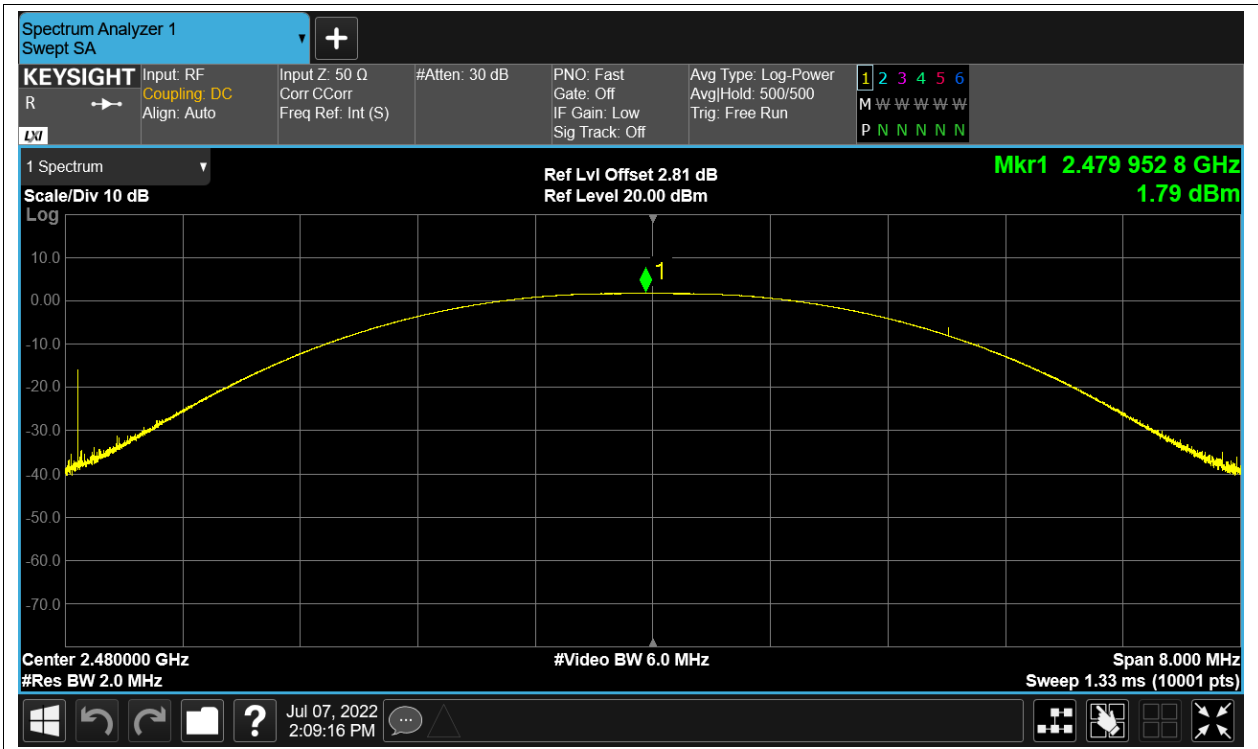 Spectrum Analyzer 1
Swept SA
KEYSIGHT
R
LXI
Input: RF
Coupling: DC
Align: Auto
Input Z: 50 Ω
Corr CCorr
Freq Ref: Int (S)
#Atten: 30 dB
PNO: Fast
Gate: Off
IF Gain: Low
Sig Track: Off
Avg Type: Log-Power
Avg|Hold: 500/500
Trig: Free Run
1 2 3 4 5 6
M W W W W W
P N N N N N
1 Spectrum
Scale/Div 10 dB
Log
Ref Lvl Offset 2.81 dB
Ref Level 20.00 dBm
Mkr1 2.479 952 8 GHz
1.79 dBm
10.0
0.00
-10.0
-20.0
-30.0
-40.0
-50.0
-60.0
-70.0
1
Center 2.480000 GHz
#Res BW 2.0 MHz
#Video BW 6.0 MHz
Span 8.000 MHz
Sweep 1.33 ms (10001 pts)
?
Jul 07, 2022
2:09:16 PM